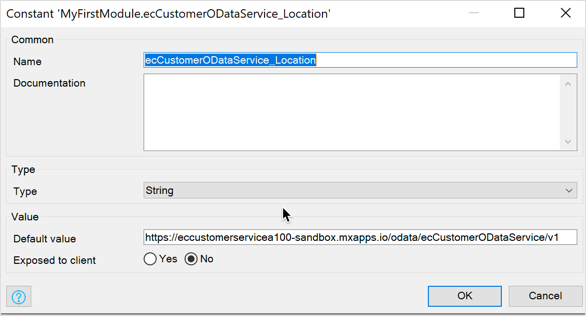 Constant 'MyFirstModule.ecCustomerODataService_Location'
Common
Name
ecCustomerODataService_Location
Documentation
Type
Type
String
Value
Default value
https://eccustomerservicea100-sandbox.mxapps.io/odata/ecCustomerODataService/v1
Exposed to client
Yes
No
?
OK
Cancel